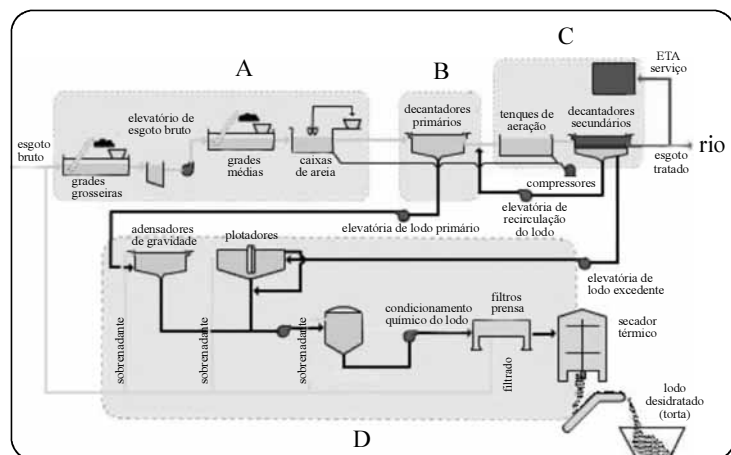 A
B
C
D
ETA
serviço
elevatório de
esgoto bruto
decantadores
primários
tenques de
aeração
decantadores
secundários
esgoto
bruto
rio
esgoto
tratado
grades
grosseiras
grades
médias
caixas
de areia
compressores
elevatória de lodo primário
elevatória de
recirculação
do lodo
adensadores
de gravidade
plotadores
elevatória de
lodo excedente
condicionamento
químico do lodo
filtros
prensa
secador
térmico
sobrenadante
sobrenadante
sobrenadante
filtrado
lodo
desidratado
(torta)